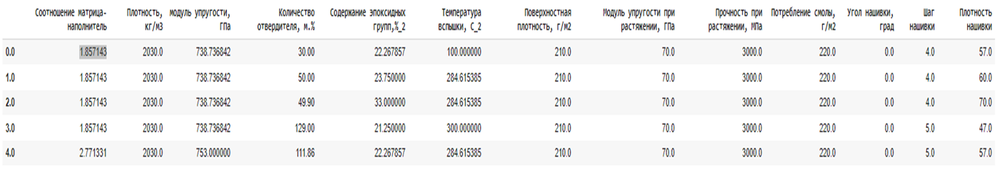 Соотношение матрица- Плотность, модуль упругости, Количество Содержание эпоксидных Температура Поверхностная Модуль упругости при Прочность при Потребление смолы, Угол нашивки, Шаг Плотность
наполнитель кг/м3 ГПа отвердителя, м.% групп,%_2 вспышки, С_2 плотность, г/м2 растяжении, ГПа растяжении, МПа г/м2 град нашивки нашивки
0.0 1.857143 2030.0 738.736842 30.00 22.267857 100.000000 210.0 70.0 3000.0 220.0 0.0 4.0 57.0
1.0 1.857143 2030.0 738.736842 50.00 23.750000 284.615385 210.0 70.0 3000.0 220.0 0.0 4.0 60.0
2.0 1.857143 2030.0 738.736842 49.90 33.000000 284.615385 210.0 70.0 3000.0 220.0 0.0 4.0 70.0
3.0 1.857143 2030.0 738.736842 129.00 21.250000 300.000000 210.0 70.0 3000.0 220.0 0.0 5.0 47.0
4.0 2.771331 2030.0 753.000000 111.86 22.267857 284.615385 210.0 70.0 3000.0 220.0 0.0 5.0 57.0